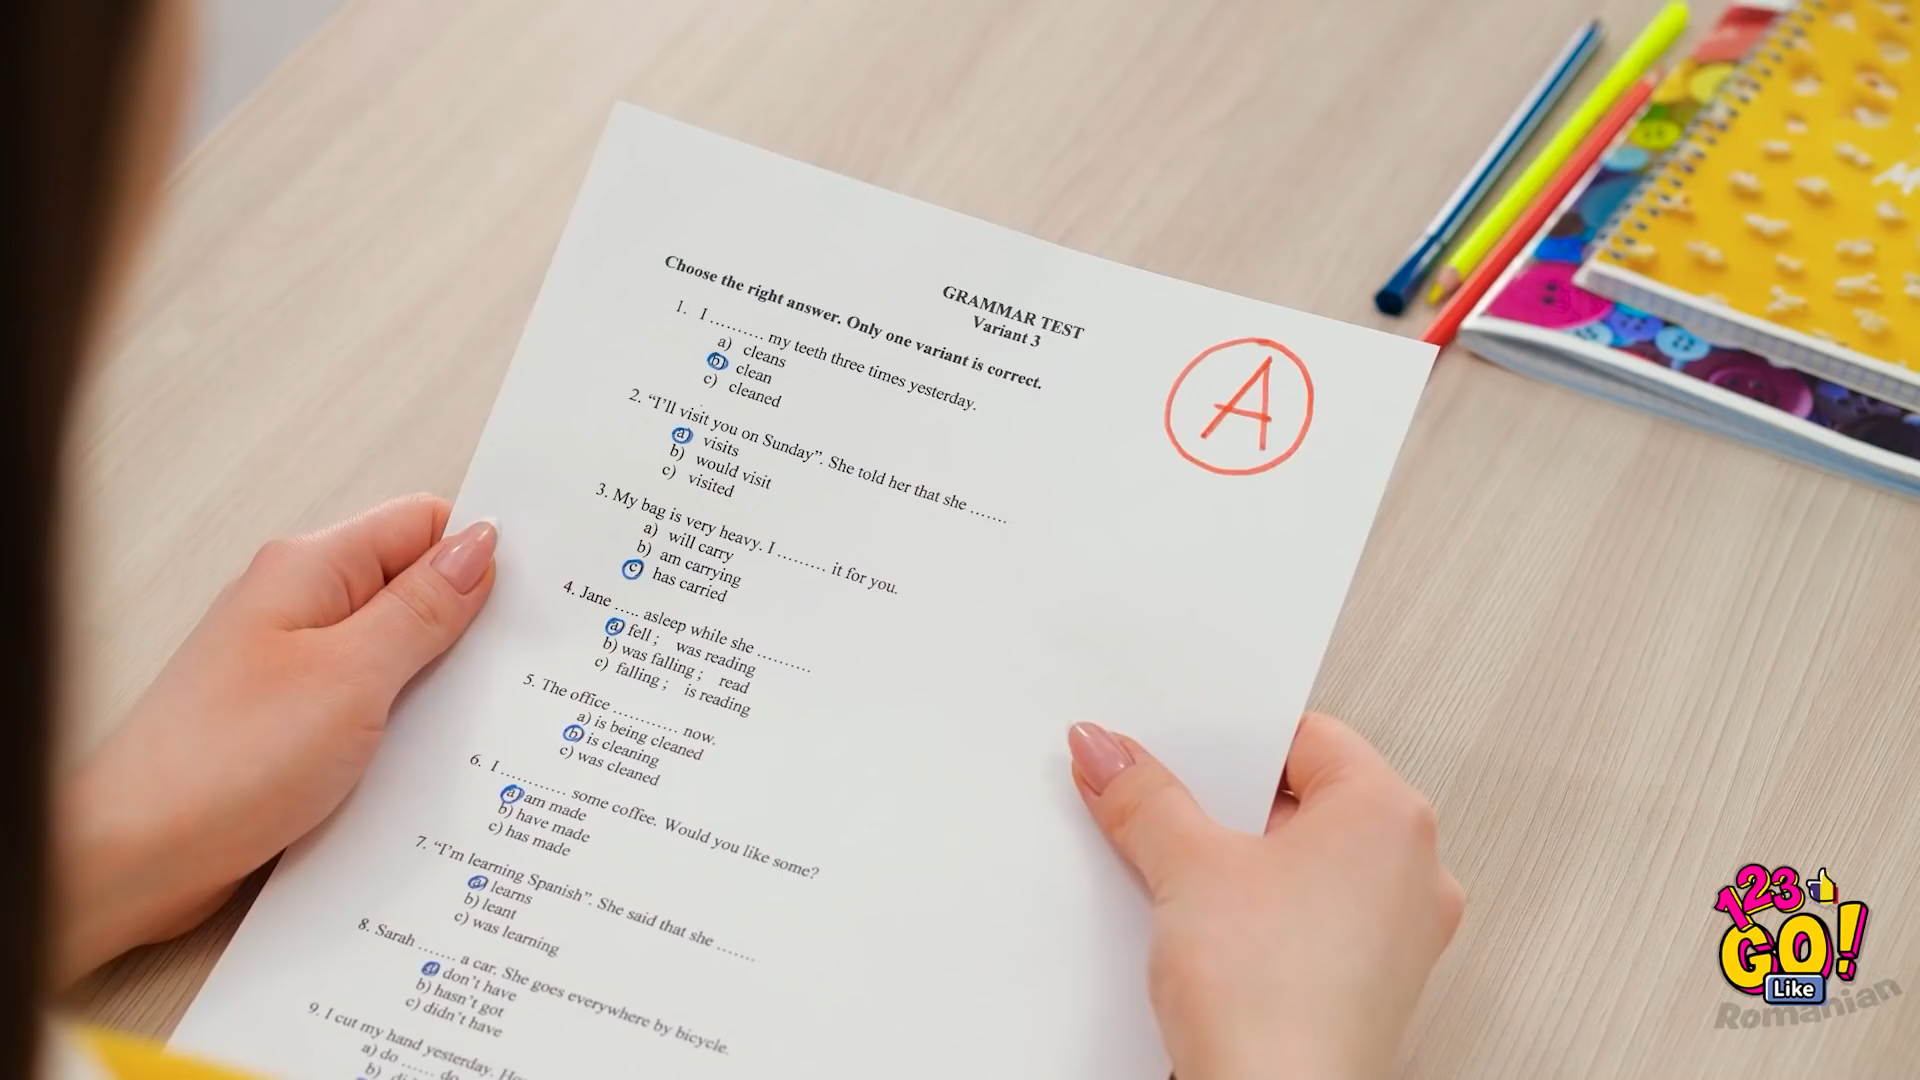 GRAMMAR TEST
Variant 3
Choose the right answer. Only one variant is correct.
1. I .......... my teeth three times yesterday.
a) cleans
b) clean
c) cleaned
2. “I’ll visit you on Sunday”. She told her that she .......
a) visits
b) would visit
c) visited
3. My bag is very heavy. I ......... it for you.
a) will carry
b) am carrying
c) has carried
4. Jane ..... asleep while she ..........
a) fell ; was reading
b) was falling ; read
c) falling ; is reading
5. The office ............ now.
a) is being cleaned
b) is cleaning
c) was cleaned
6. I .......... some coffee. Would you like some?
a) am made
b) have made
c) has made
7. “I’m learning Spanish”. She said that she .......
a) learns
b) leant
c) was learning
8. Sarah ....... a car. She goes everywhere by bicycle.
a) don’t have
b) hasn’t got
c) didn’t have
9. I cut my hand yesterday.
a) do ...... do
b)
A
123
GO!
Like
Romanian